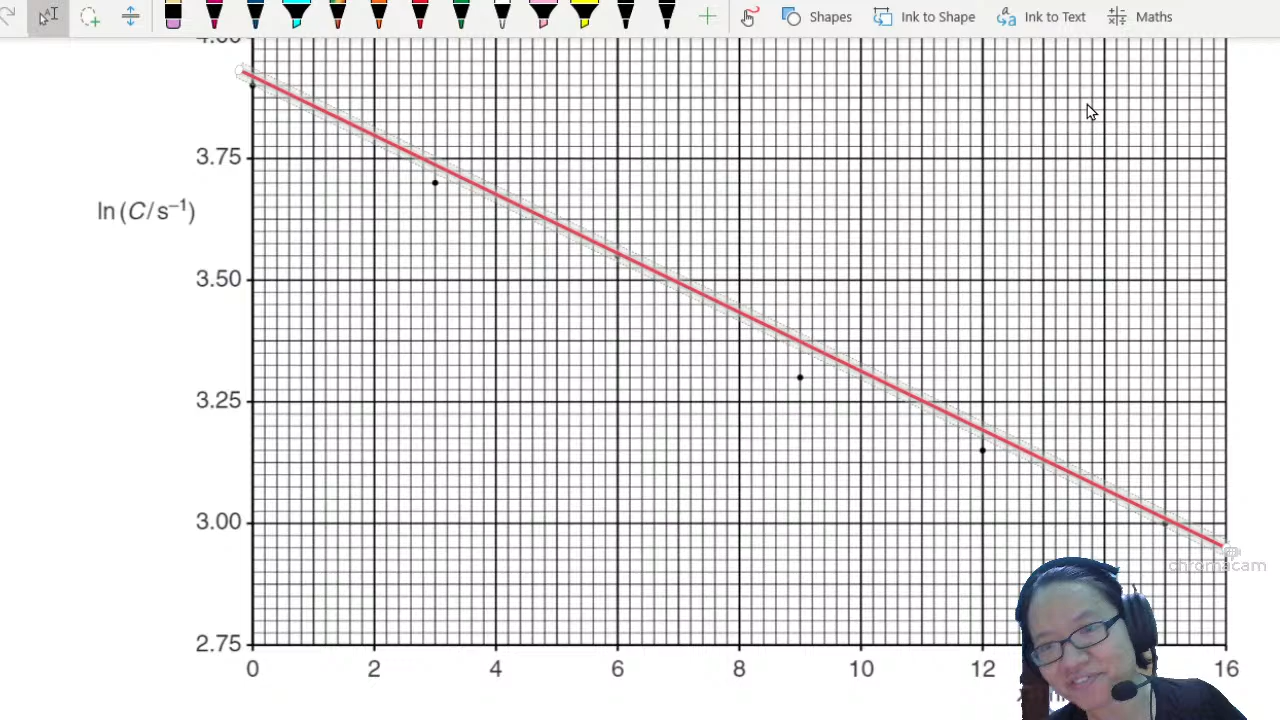 Shapes
Ink to Shape
Ink to Text
Maths
4.00
3.75
ln (C/s⁻¹)
3.50
3.25
3.00
chromacam
2.75
0 2 4 6 8 10 12 16